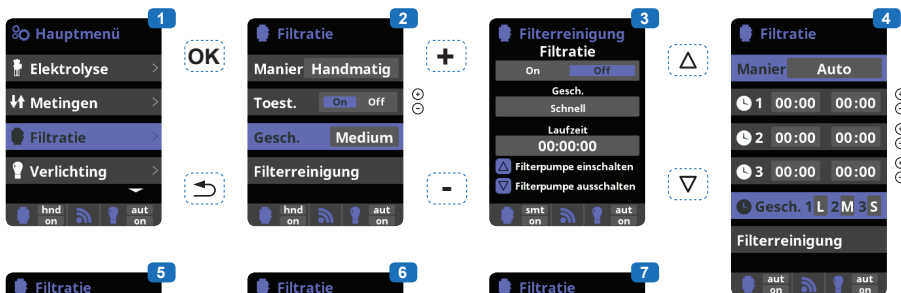 1
Hauptmenü
Elektrolyse
Metingen
Filtratie
Verlichting
hnd on
aut on
OK
2
Filtratie
Manier Handmatig
Toest. On Off
Gesch. Medium
Filterreinigung
hnd on
aut on
+
-
3
Filterreinigung
Filtratie
On Off
Gesch.
Schnell
Laufzeit
00:00:00
Filterpumpe einschalten
Filterpumpe ausschalten
smt on
aut on
4
Filtratie
Manier Auto
1 00:00 00:00
2 00:00 00:00
3 00:00 00:00
Gesch. 1 L 2 M 3 S
Filterreinigung
aut on
aut on
5
Filtratie
6
Filtratie
7
Filtratie